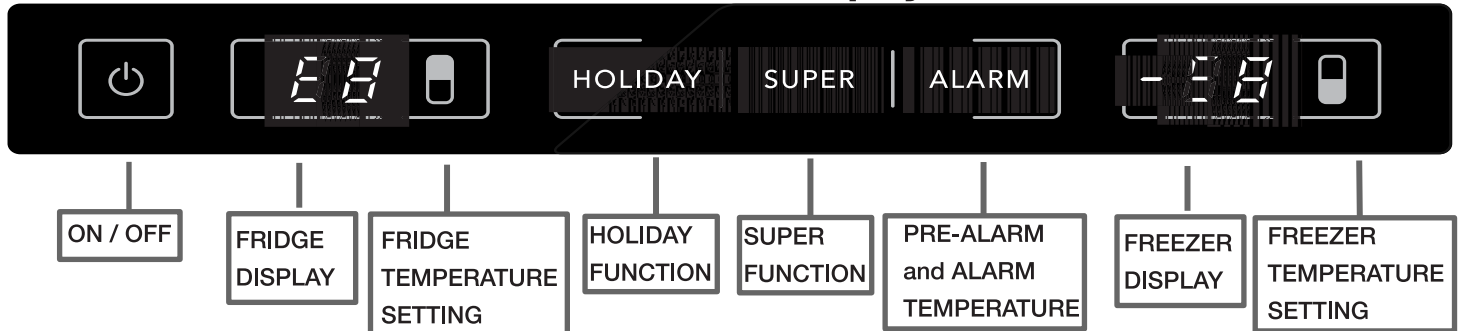 E8
HOLIDAY
SUPER
ALARM
ON / OFF
FRIDGE
DISPLAY
FRIDGE
TEMPERATURE
SETTING
HOLIDAY
FUNCTION
SUPER
FUNCTION
PRE-ALARM
and ALARM
TEMPERATURE
FREEZER
DISPLAY
FREEZER
TEMPERATURE
SETTING